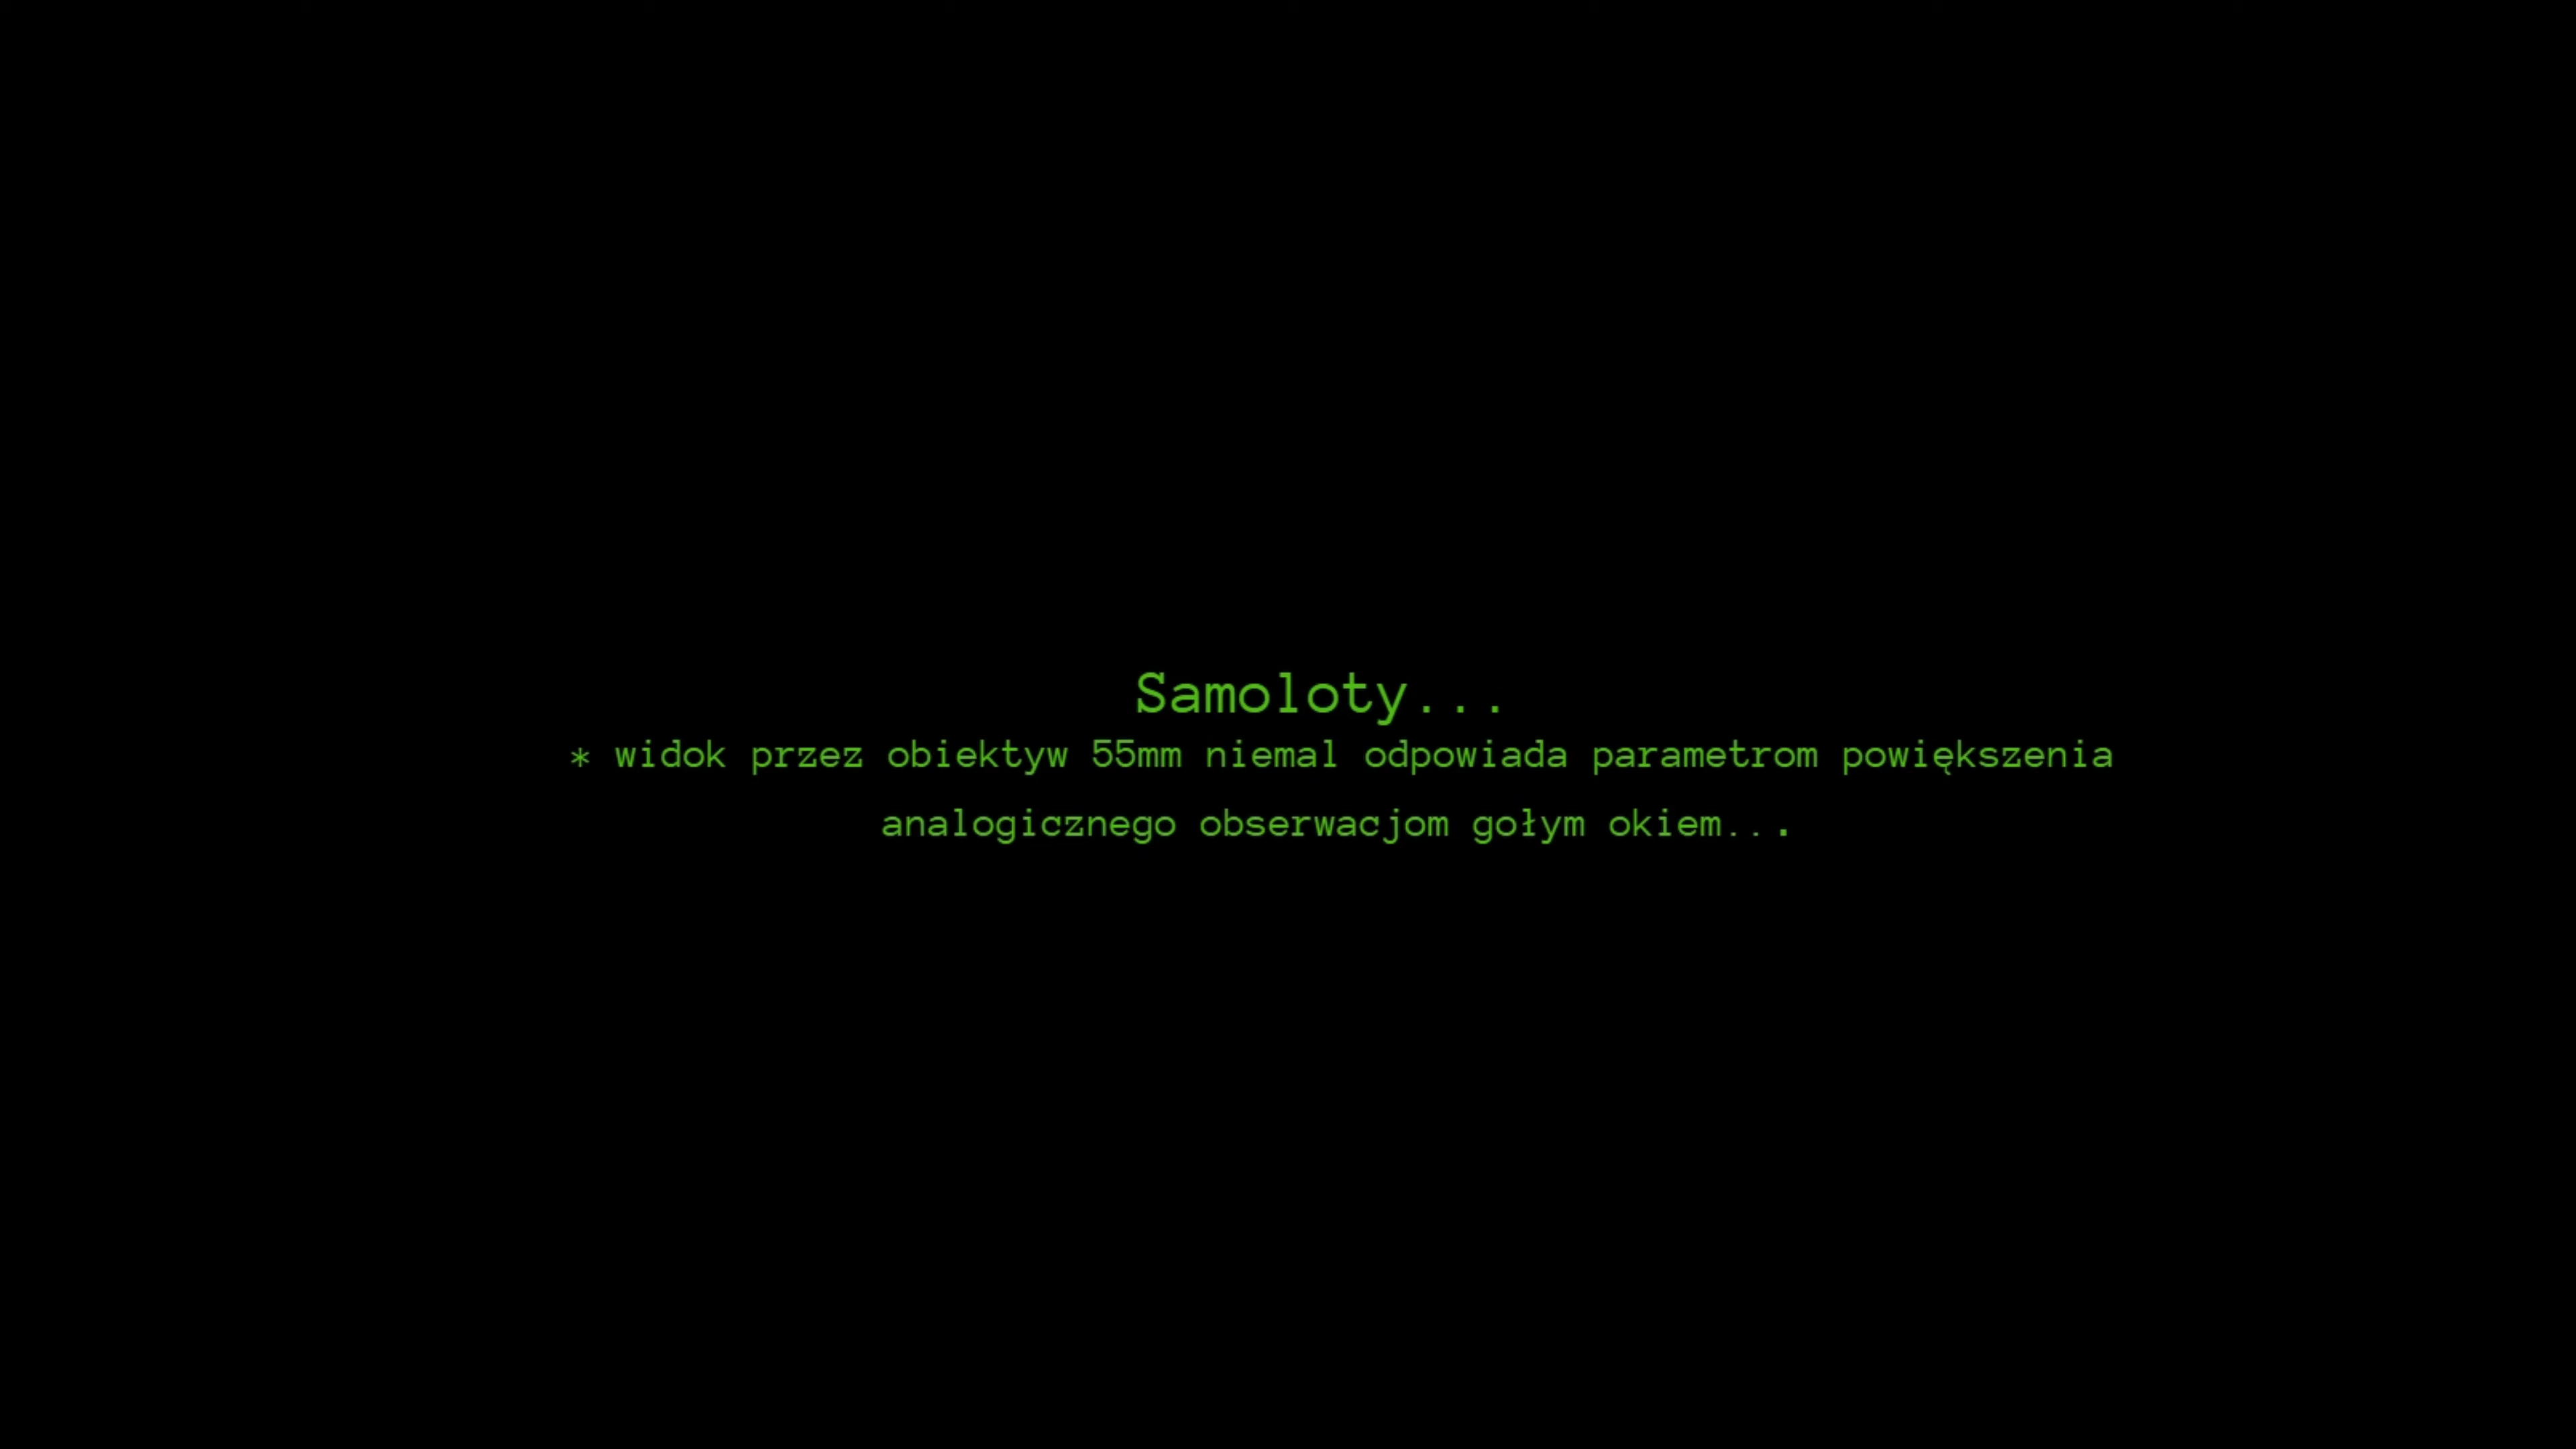 Samoloty...
* widok przez obiektyw 55mm niemal odpowiada parametrom powiększenia
analogicznego obserwacjom gołym okiem...